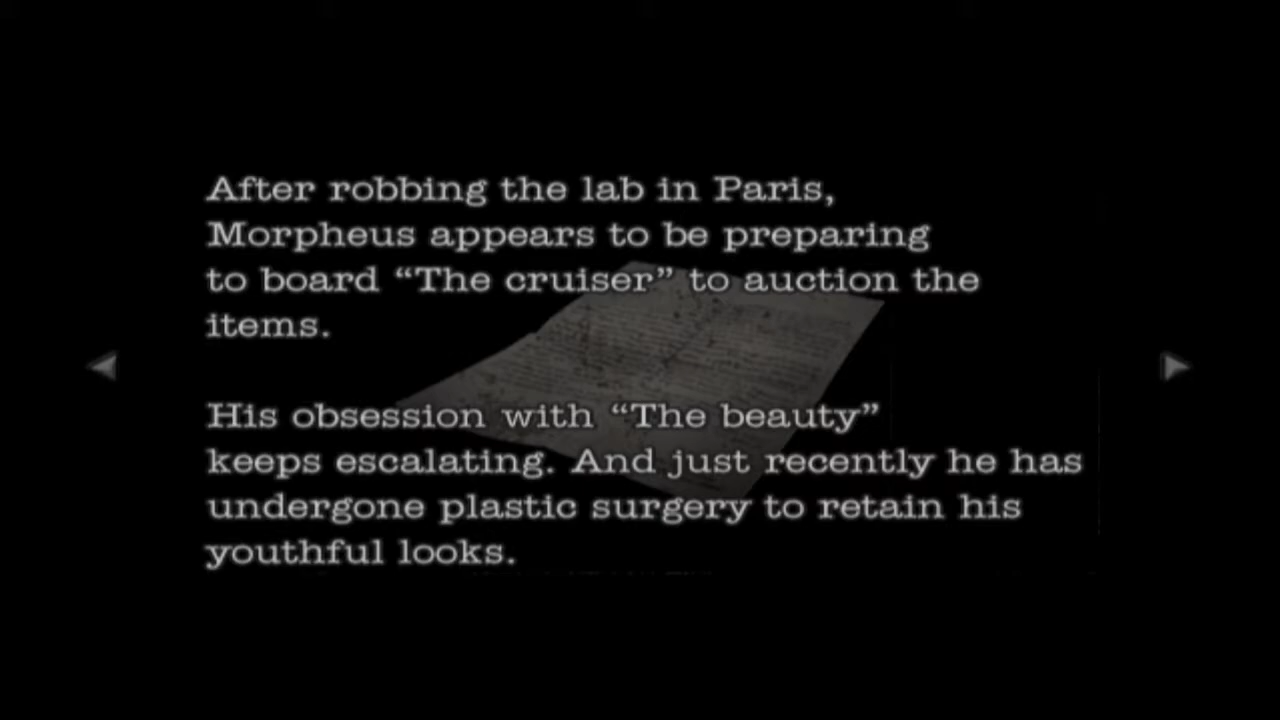 After robbing the lab in Paris,
Morpheus appears to be preparing
to board “The cruiser” to auction the
items.
His obsession with “The beauty”
keeps escalating. And just recently he has
undergone plastic surgery to retain his
youthful looks.